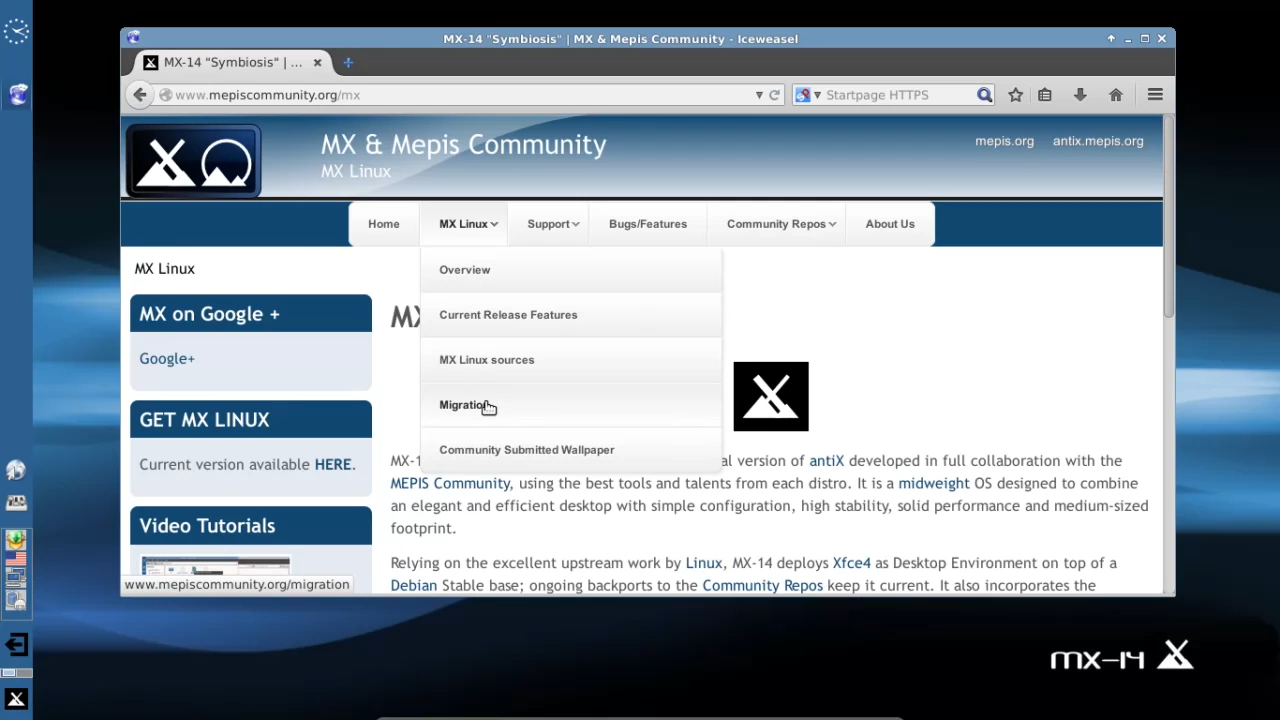 MX-14 "Symbiosis" | MX & Mepis Community - Iceweasel
MX-14 "Symbiosis" | ...
www.mepiscommunity.org/mx
Startpage HTTPS
MX & Mepis Community
MX Linux
mepis.org
antix.mepis.org
Home
MX Linux
Support
Bugs/Features
Community Repos
About Us
MX Linux
Overview
Current Release Features
MX Linux sources
Migration
Community Submitted Wallpaper
MX on Google +
Google+
GET MX LINUX
Current version available HERE.
Video Tutorials
www.mepiscommunity.org/migration
MX
MX-1
al version of antiX developed in full collaboration with the
MEPIS Community, using the best tools and talents from each distro. It is a midweight OS designed to combine
an elegant and efficient desktop with simple configuration, high stability, solid performance and medium-sized
footprint.
Relying on the excellent upstream work by Linux, MX-14 deploys Xfce4 as Desktop Environment on top of a
Debian Stable base; ongoing backports to the Community Repos keep it current. It also incorporates the
mx-14